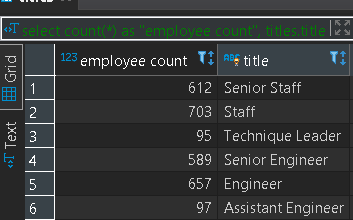 select count(*) as "employee count", titles.title
Grid
Text
123 employee count
ABC title
1 612 Senior Staff
2 703 Staff
3 95 Technique Leader
4 589 Senior Engineer
5 657 Engineer
6 97 Assistant Engineer